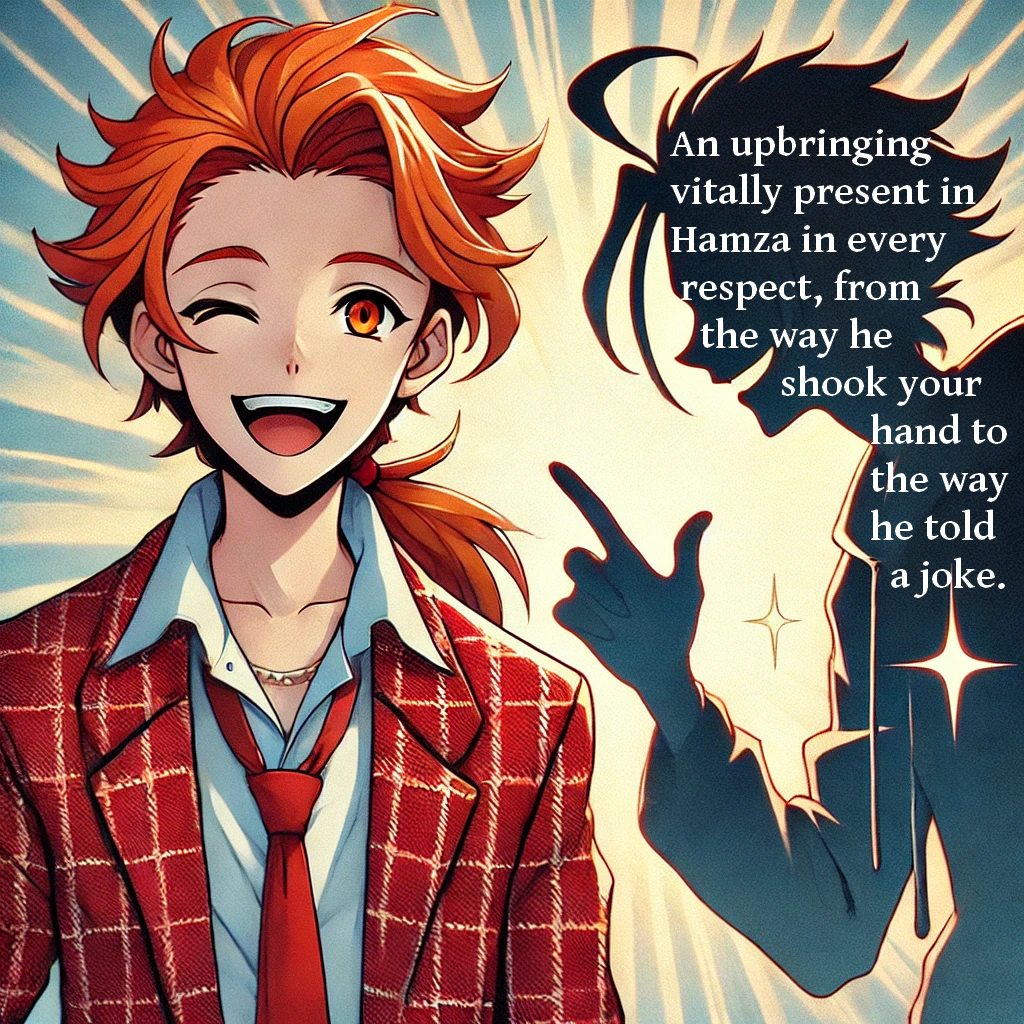 An upbringing
vitally present in
Hamza in every
respect, from
the way he
shook your
hand to
the way
he told
a joke.